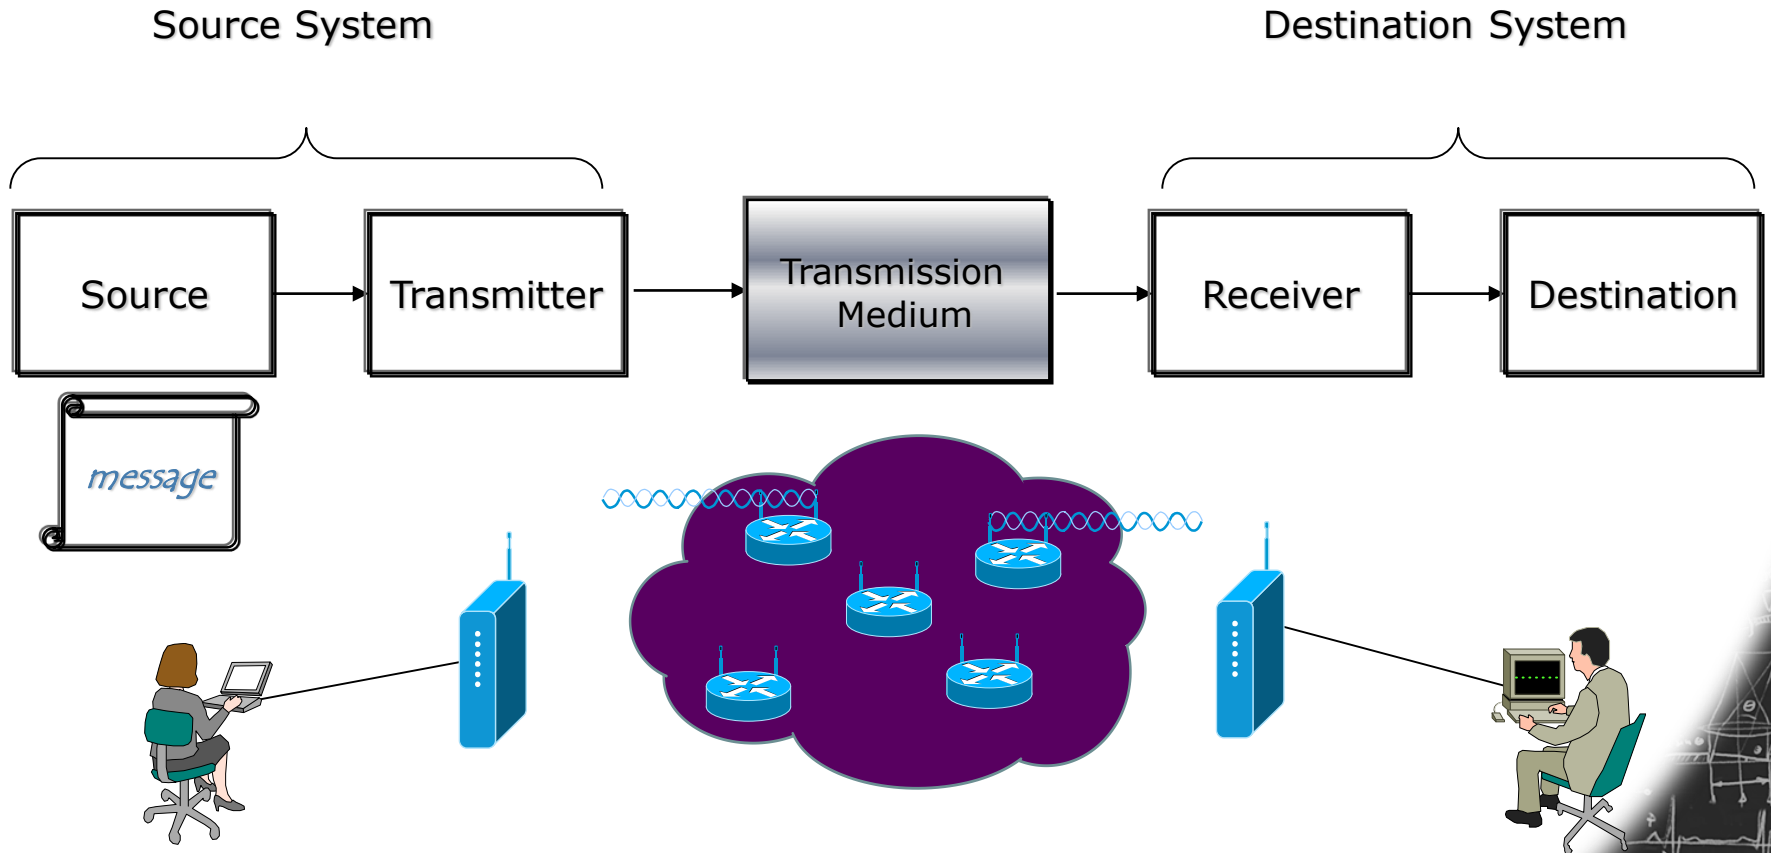 Source System
Destination System
Source
Transmitter
Transmission
Medium
Receiver
Destination
message